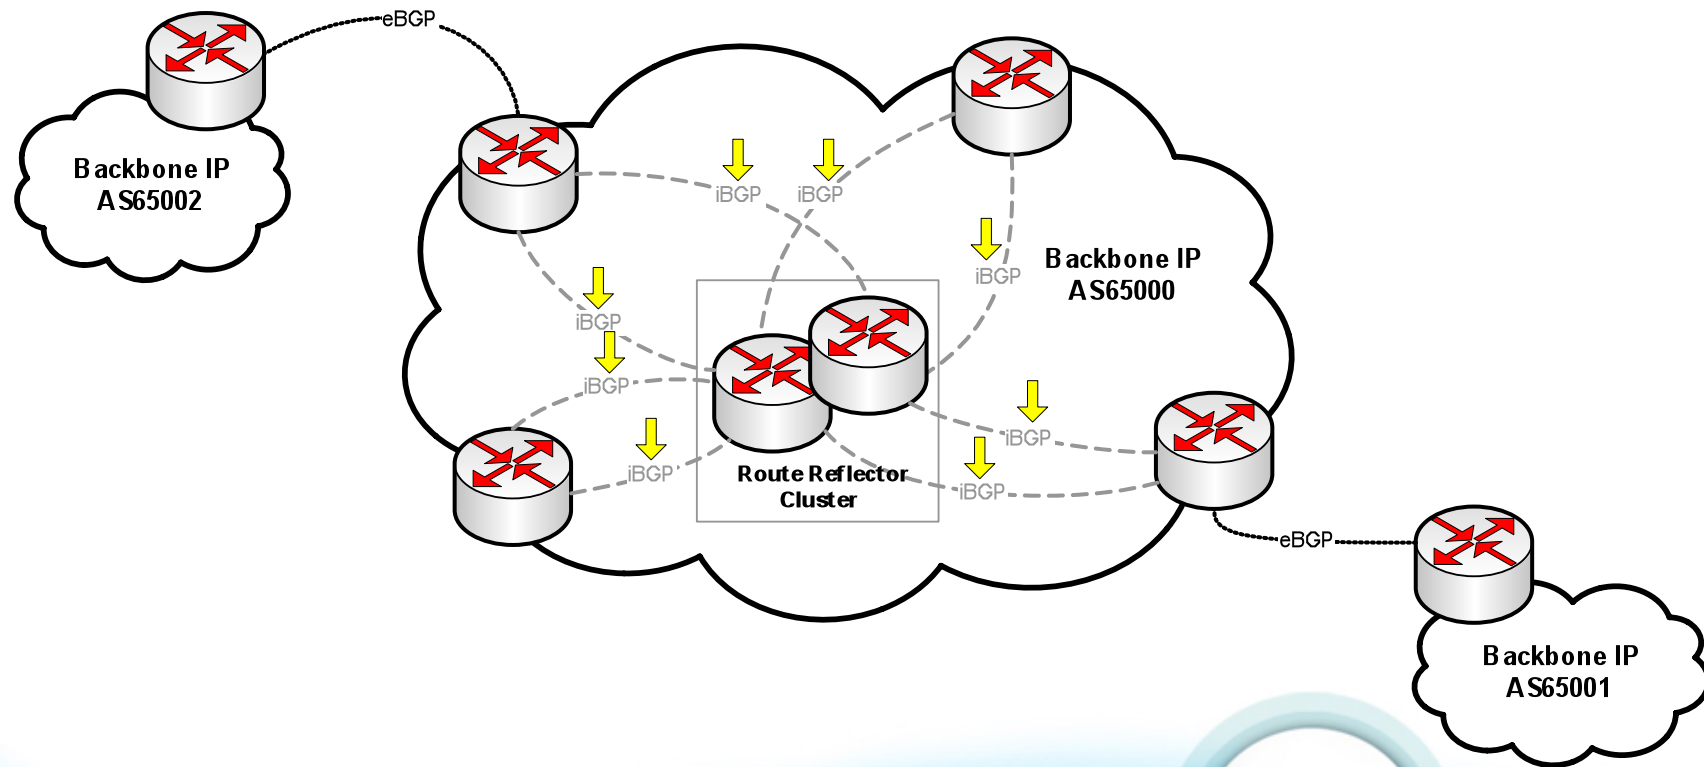 eBGP
Backbone IP
AS65002
iBGP
iBGP
Backbone IP
AS65000
iBGP
iBGP
iBGP
iBGP
iBGP
Route Reflector
Cluster
iBGP
eBGP
Backbone IP
AS65001